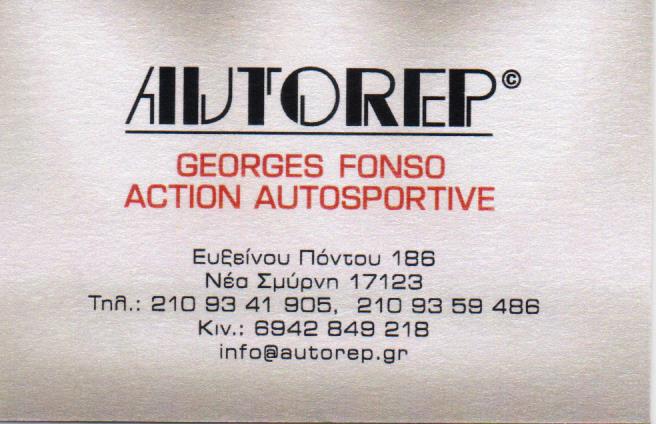 AUTOREP©
GEORGES FONSO
ACTION AUTOSPORTIVE
Ευξείνου Πόντου 186
Νέα Σμύρνη 17123
Τηλ.: 210 93 41 905, 210 93 59 486
Κιν.: 6942 849 218
info@autorep.gr